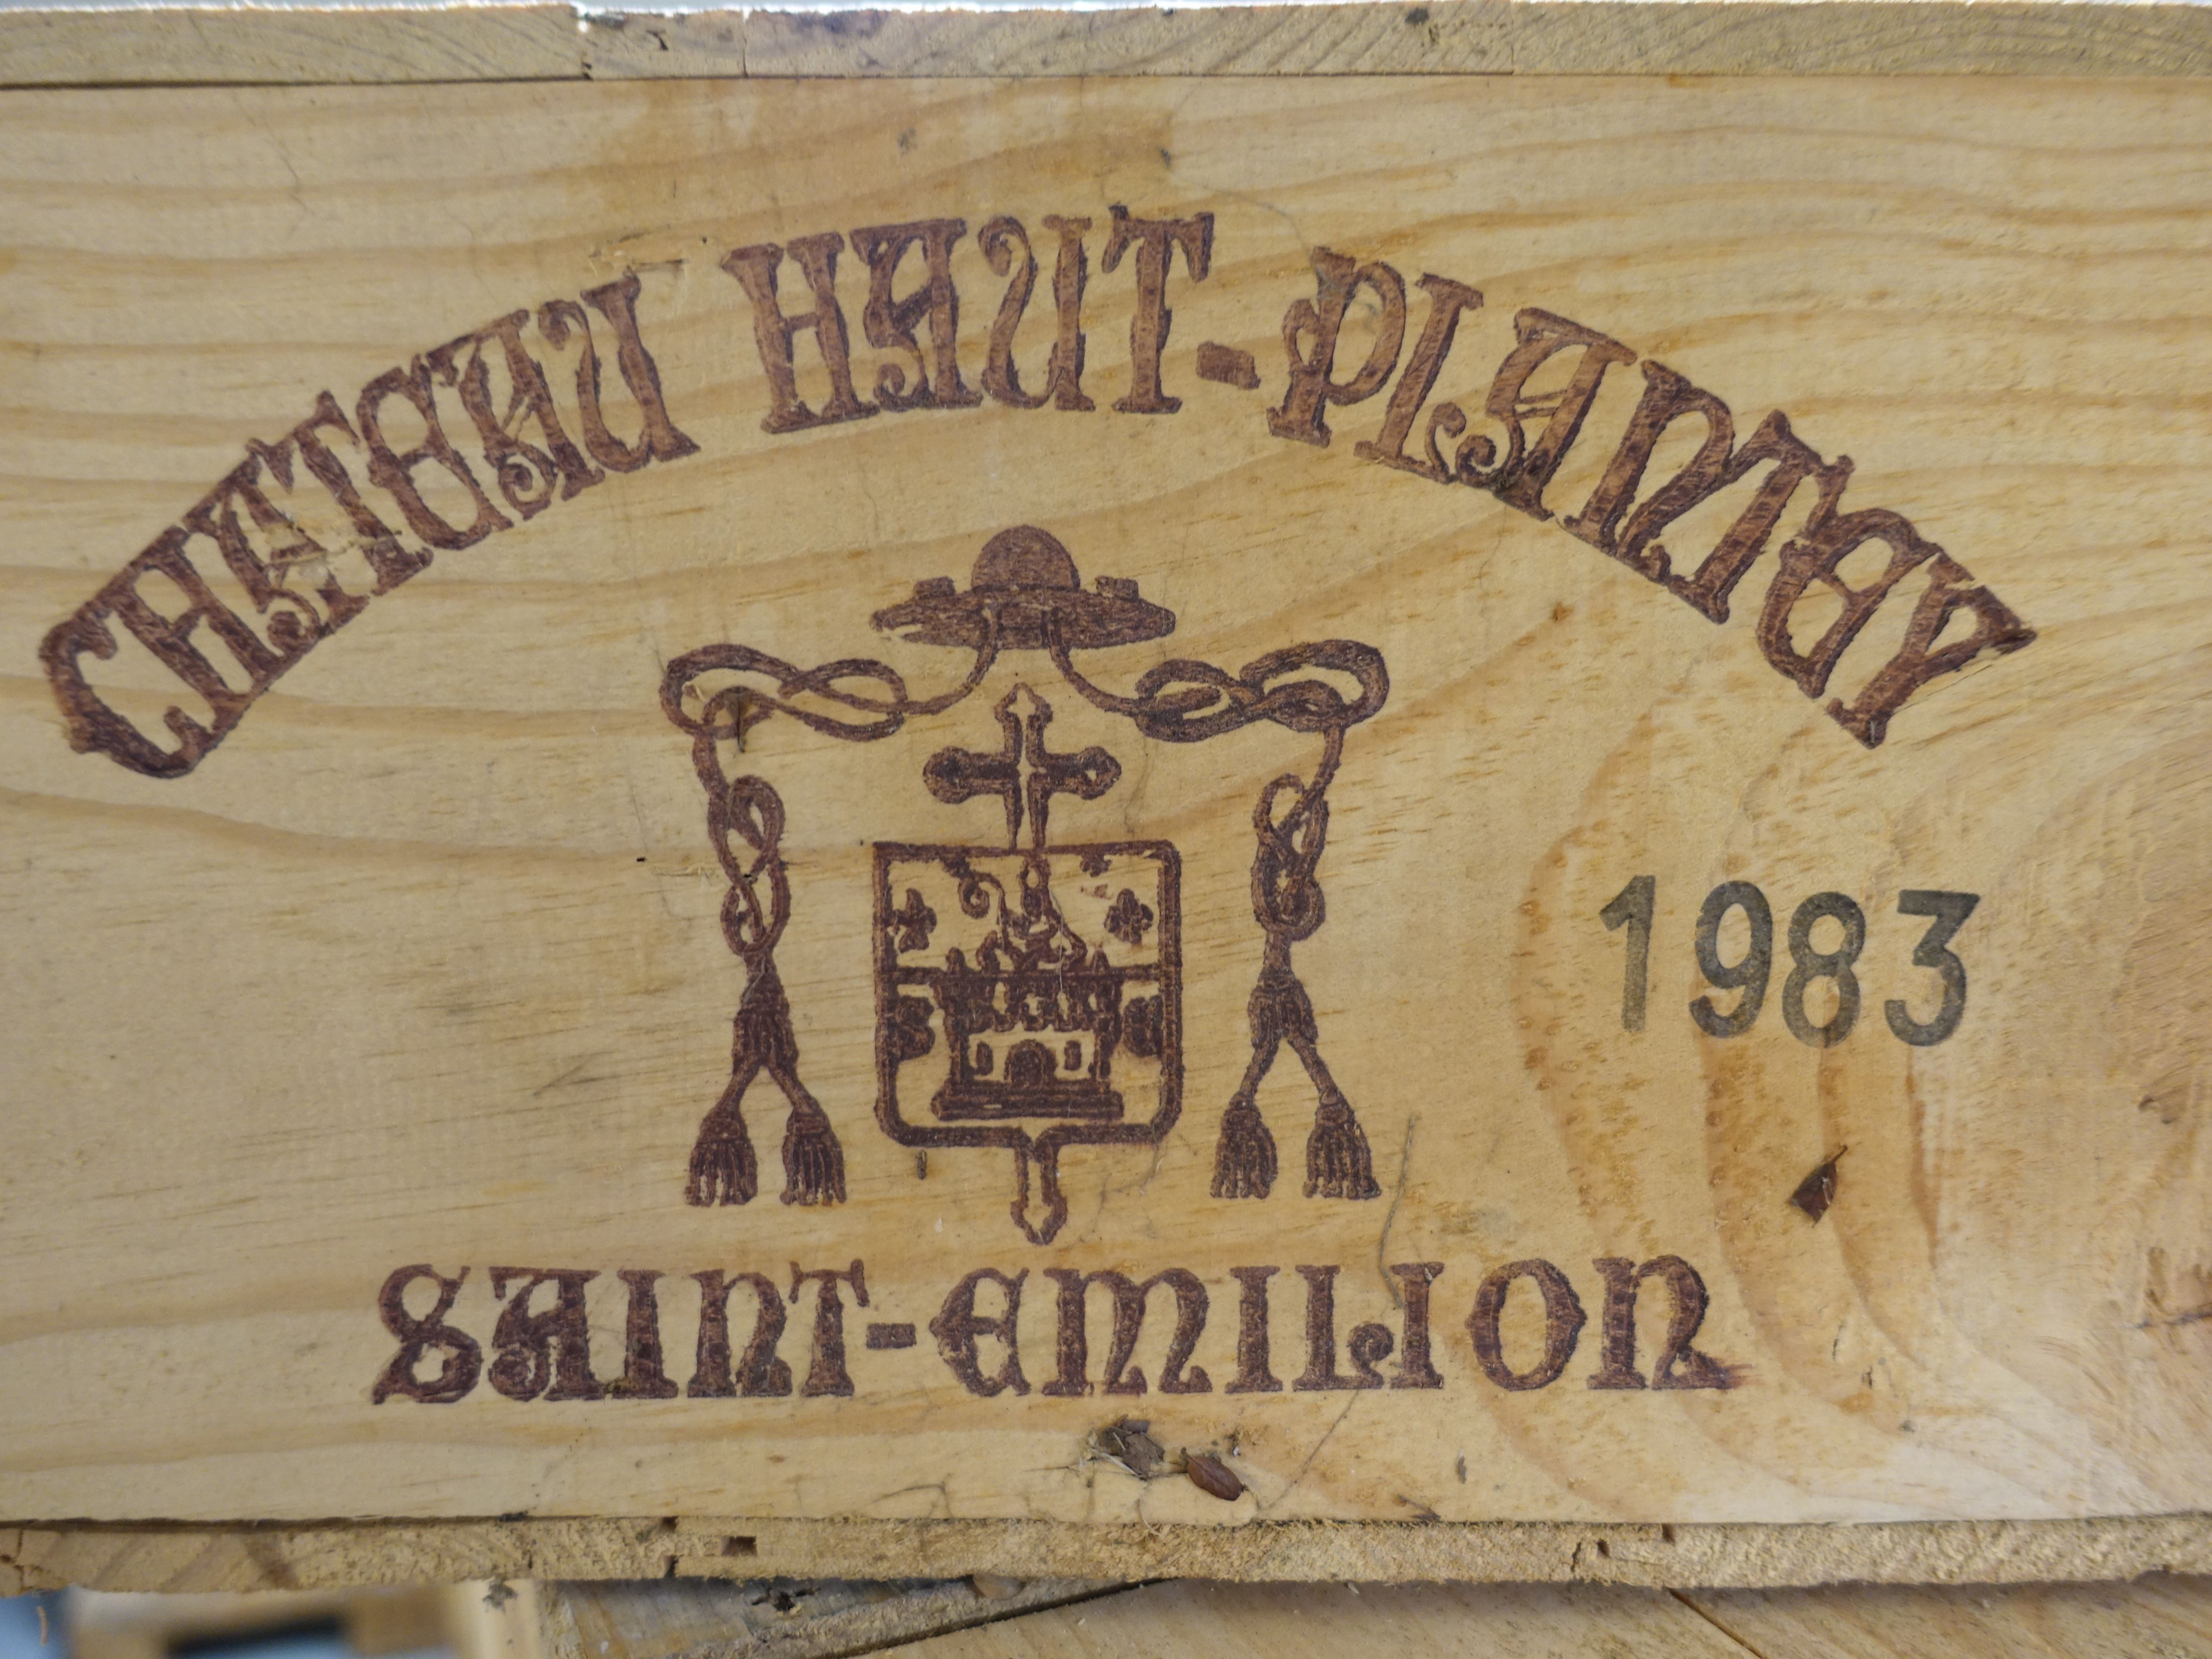 CHATEAU HAUT-PLANTEY
1983
SAINT-EMILION